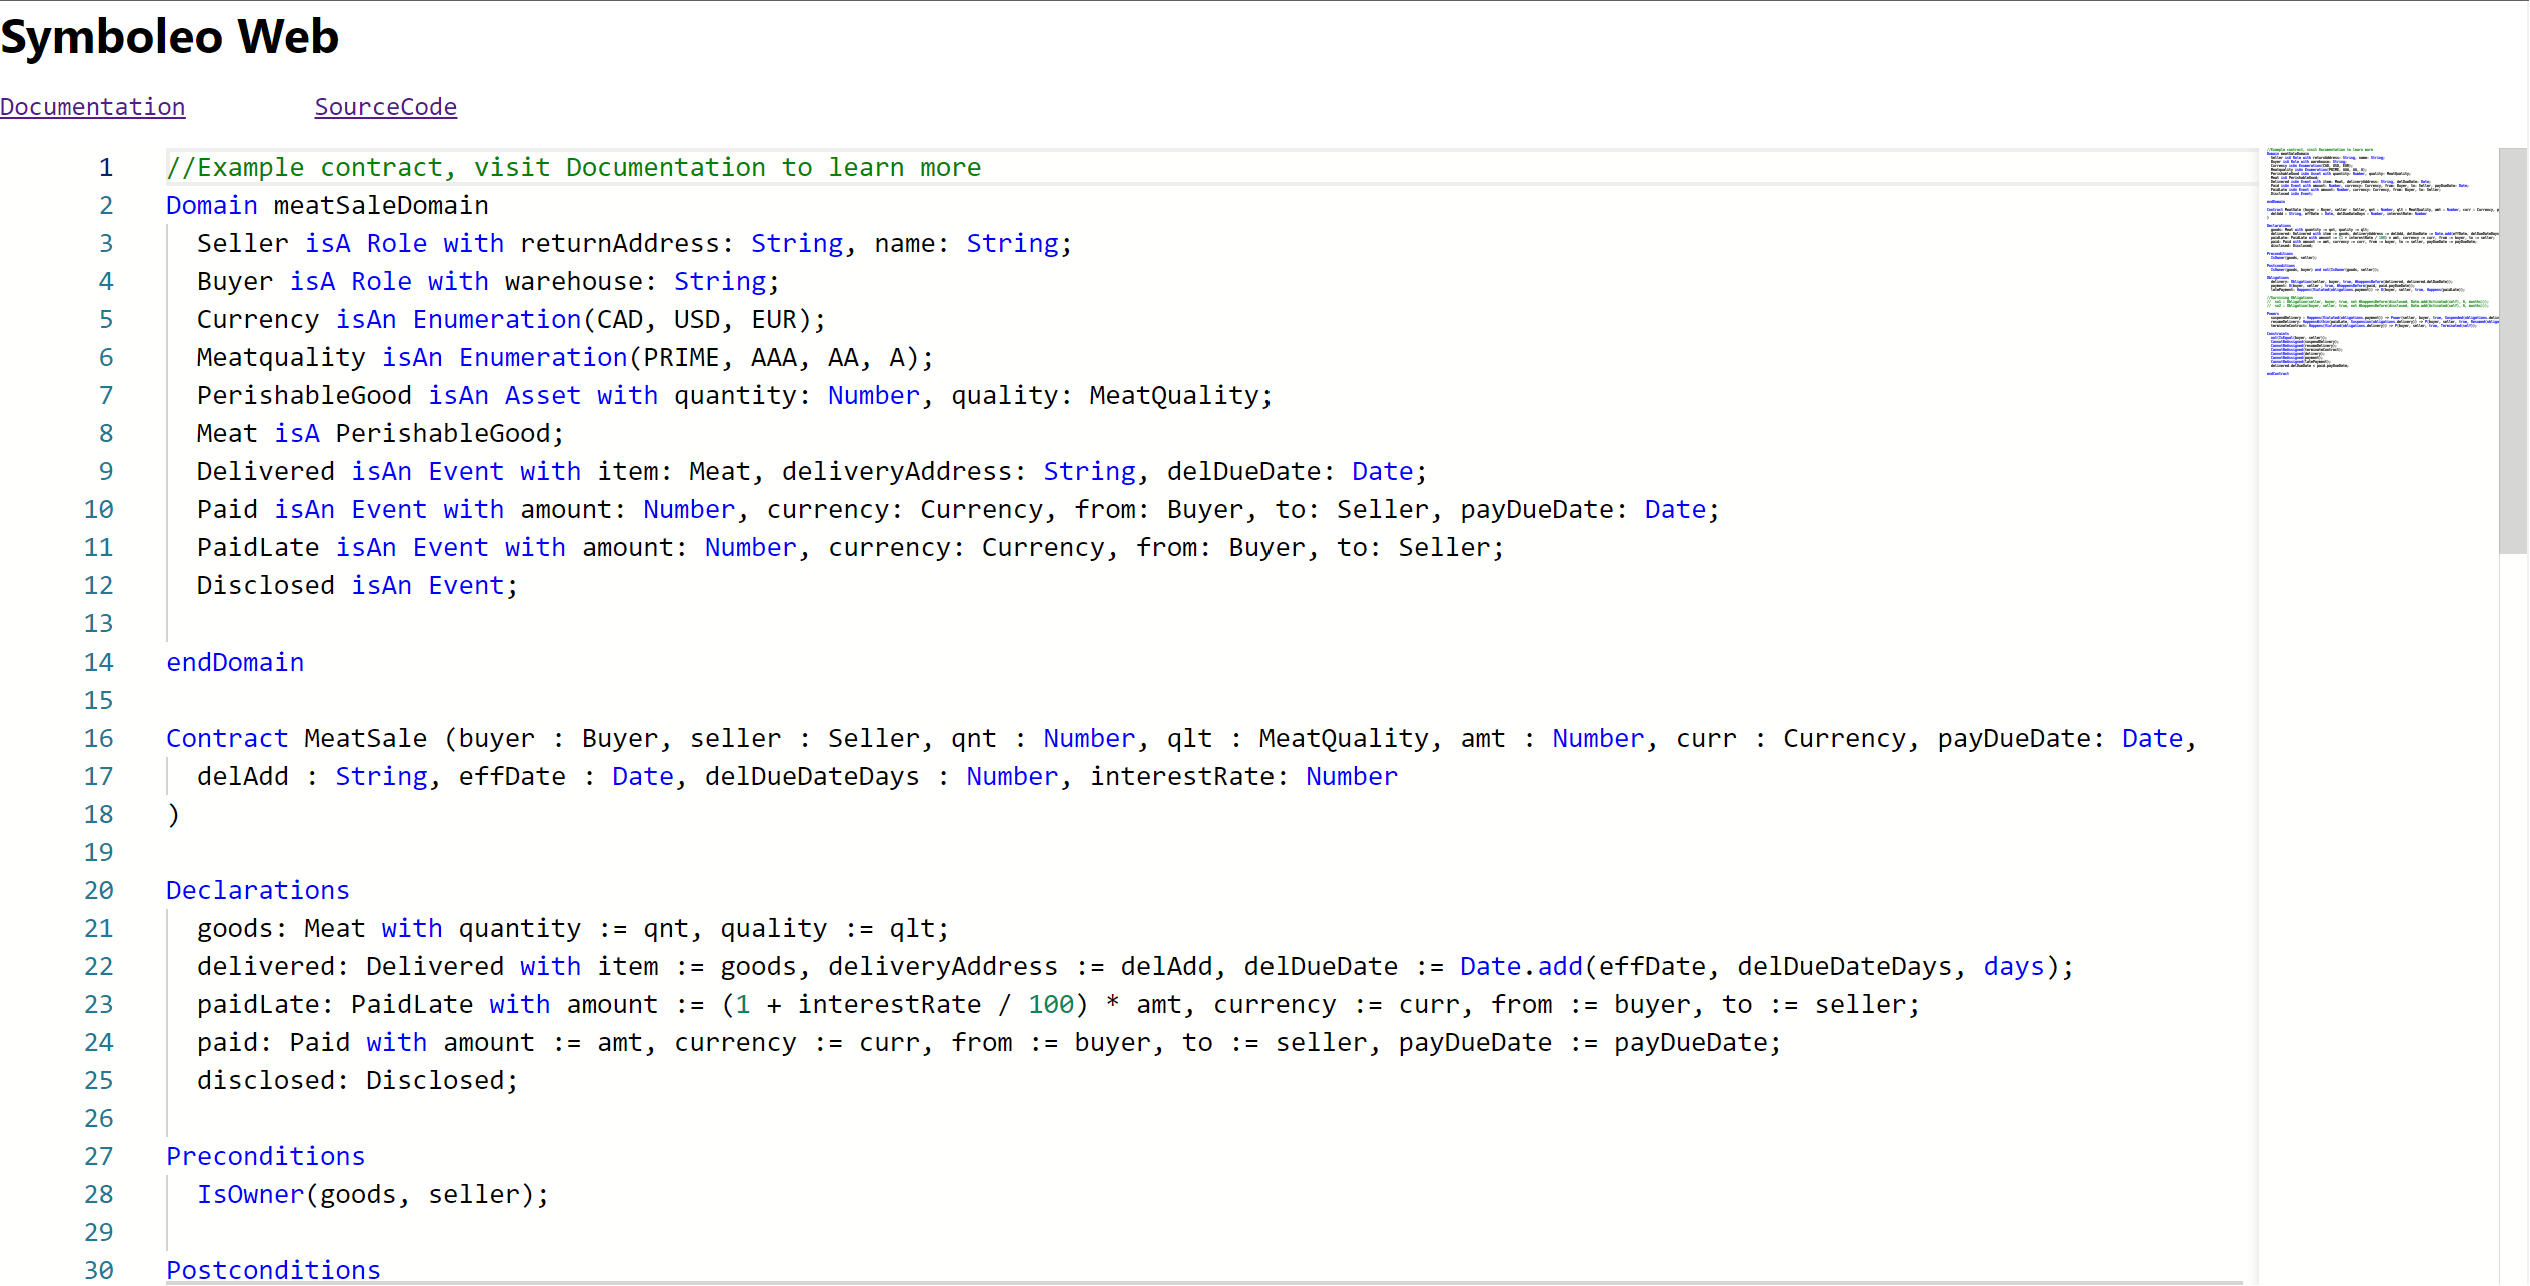 Symboleo Web
Documentation SourceCode
1 //Example contract, visit Documentation to learn more
2 Domain meatSaleDomain
3 Seller isA Role with returnAddress: String, name: String;
4 Buyer isA Role with warehouse: String;
5 Currency isAn Enumeration(CAD, USD, EUR);
6 Meatquality isAn Enumeration(PRIME, AAA, AA, A);
7 PerishableGood isAn Asset with quantity: Number, quality: MeatQuality;
8 Meat isA PerishableGood;
9 Delivered isAn Event with item: Meat, deliveryAddress: String, delDueDate: Date;
10 Paid isAn Event with amount: Number, currency: Currency, from: Buyer, to: Seller, payDueDate: Date;
11 PaidLate isAn Event with amount: Number, currency: Currency, from: Buyer, to: Seller;
12 Disclosed isAn Event;
13
14 endDomain
15
16 Contract MeatSale (buyer : Buyer, seller : Seller, qnt : Number, qlt : MeatQuality, amt : Number, curr : Currency, payDueDate: Date,
17 delAdd : String, effDate : Date, delDueDateDays : Number, interestRate: Number
18 )
19
20 Declarations
21 goods: Meat with quantity := qnt, quality := qlt;
22 delivered: Delivered with item := goods, deliveryAddress := delAdd, delDueDate := Date.add(effDate, delDueDateDays, days);
23 paidLate: PaidLate with amount := (1 + interestRate / 100) * amt, currency := curr, from := buyer, to := seller;
24 paid: Paid with amount := amt, currency := curr, from := buyer, to := seller, payDueDate := payDueDate;
25 disclosed: Disclosed;
26
27 Preconditions
28 IsOwner(goods, seller);
29
30 Postconditions